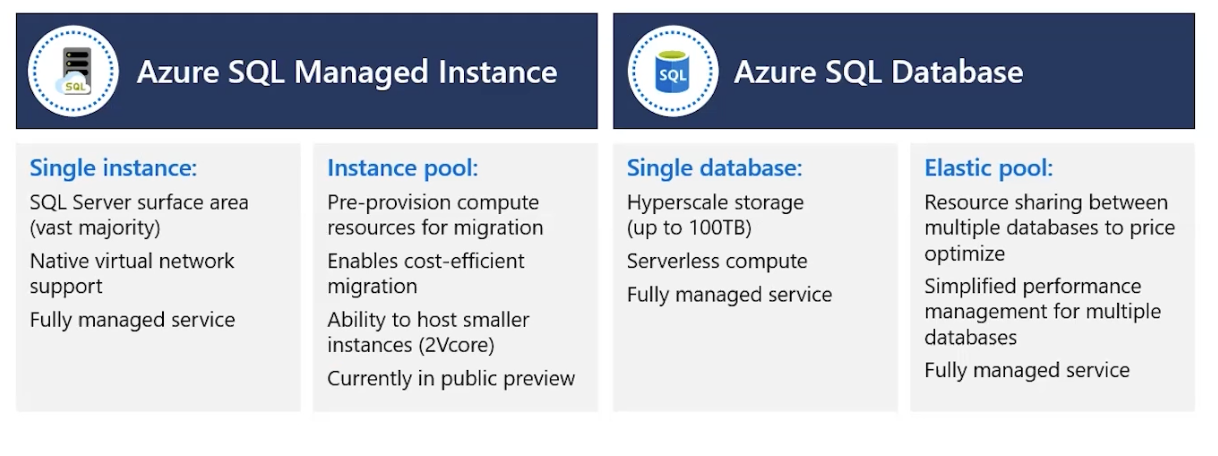 Azure SQL Managed Instance
SQL
Single instance:
SQL Server surface area
(vast majority)
Native virtual network
support
Fully managed service
Instance pool:
Pre-provision compute
resources for migration
Enables cost-efficient
migration
Ability to host smaller
instances (2Vcore)
Currently in public preview
Azure SQL Database
SQL
Single database:
Hyperscale storage
(up to 100TB)
Serverless compute
Fully managed service
Elastic pool:
Resource sharing between
multiple databases to price
optimize
Simplified performance
management for multiple
databases
Fully managed service